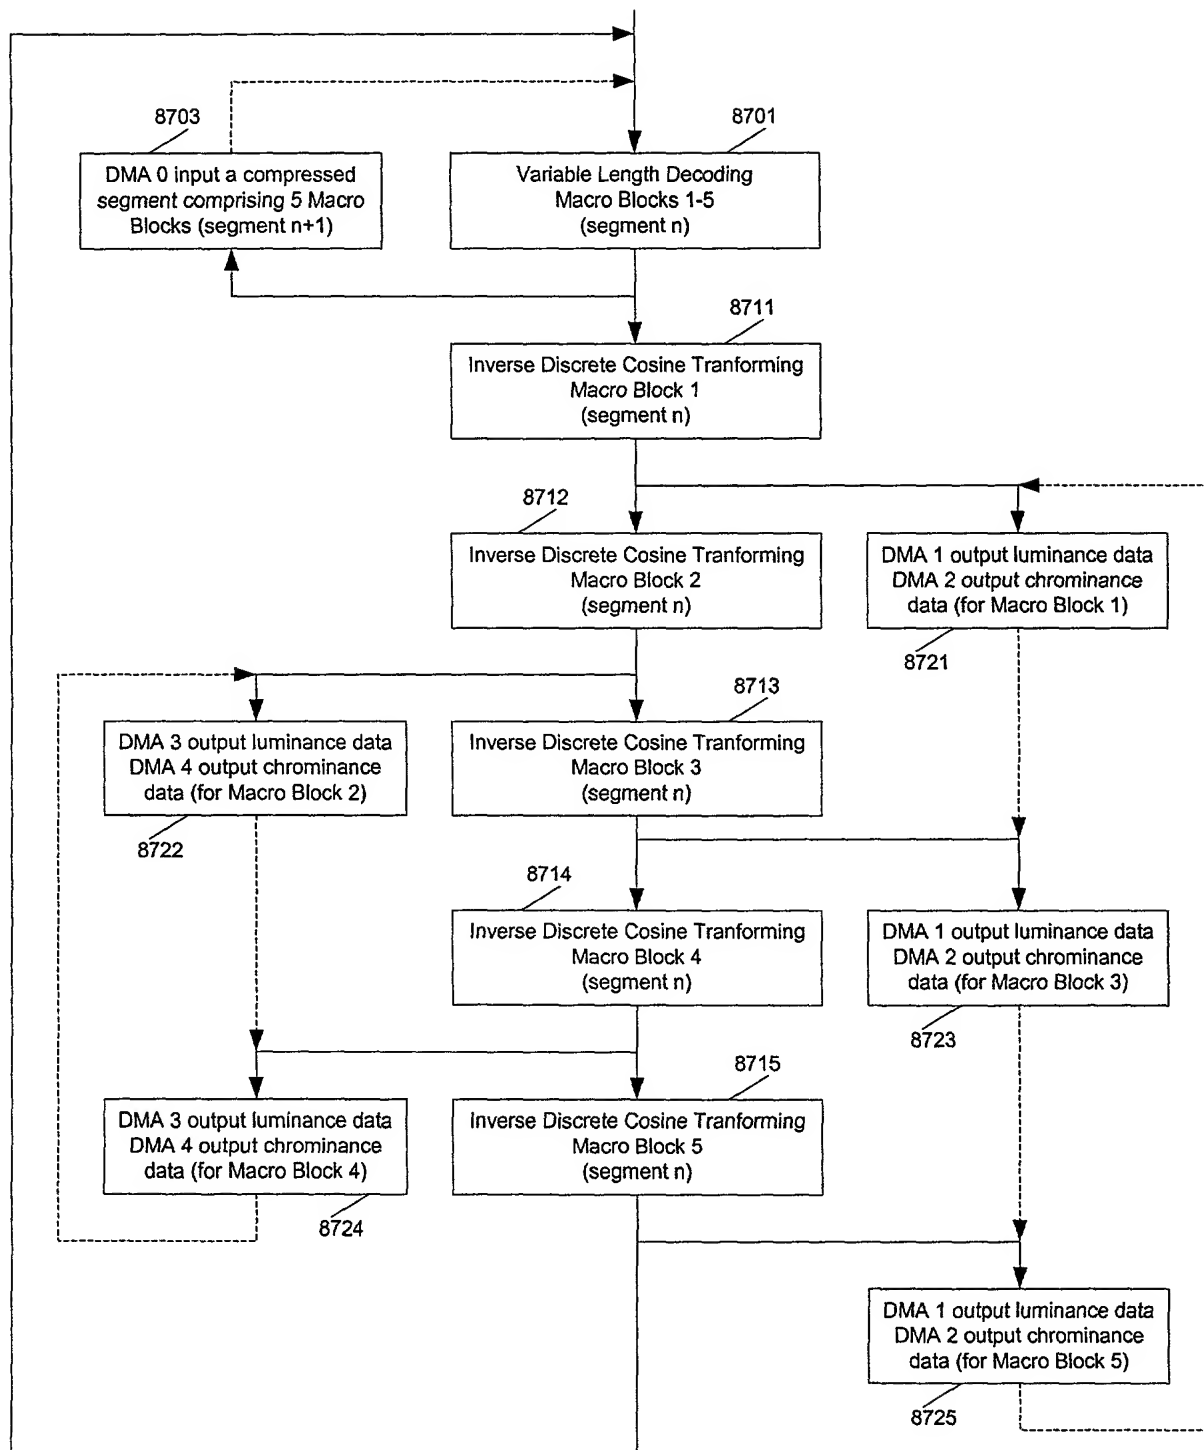 8703
8701
DMA 0 input a compressed
segment comprising 5 Macro
Blocks (segment n+1)
Variable Length Decoding
Macro Blocks 1-5
(segment n)
8711
Inverse Discrete Cosine Tranforming
Macro Block 1
(segment n)
8712
Inverse Discrete Cosine Tranforming
Macro Block 2
(segment n)
DMA 1 output luminance data
DMA 2 output chrominance
data (for Macro Block 1)
8721
8713
DMA 3 output luminance data
DMA 4 output chrominance
data (for Macro Block 2)
8722
Inverse Discrete Cosine Tranforming
Macro Block 3
(segment n)
8714
Inverse Discrete Cosine Tranforming
Macro Block 4
(segment n)
DMA 1 output luminance data
DMA 2 output chrominance
data (for Macro Block 3)
8723
8715
DMA 3 output luminance data
DMA 4 output chrominance
data (for Macro Block 4)
8724
Inverse Discrete Cosine Tranforming
Macro Block 5
(segment n)
DMA 1 output luminance data
DMA 2 output chrominance
data (for Macro Block 5)
8725